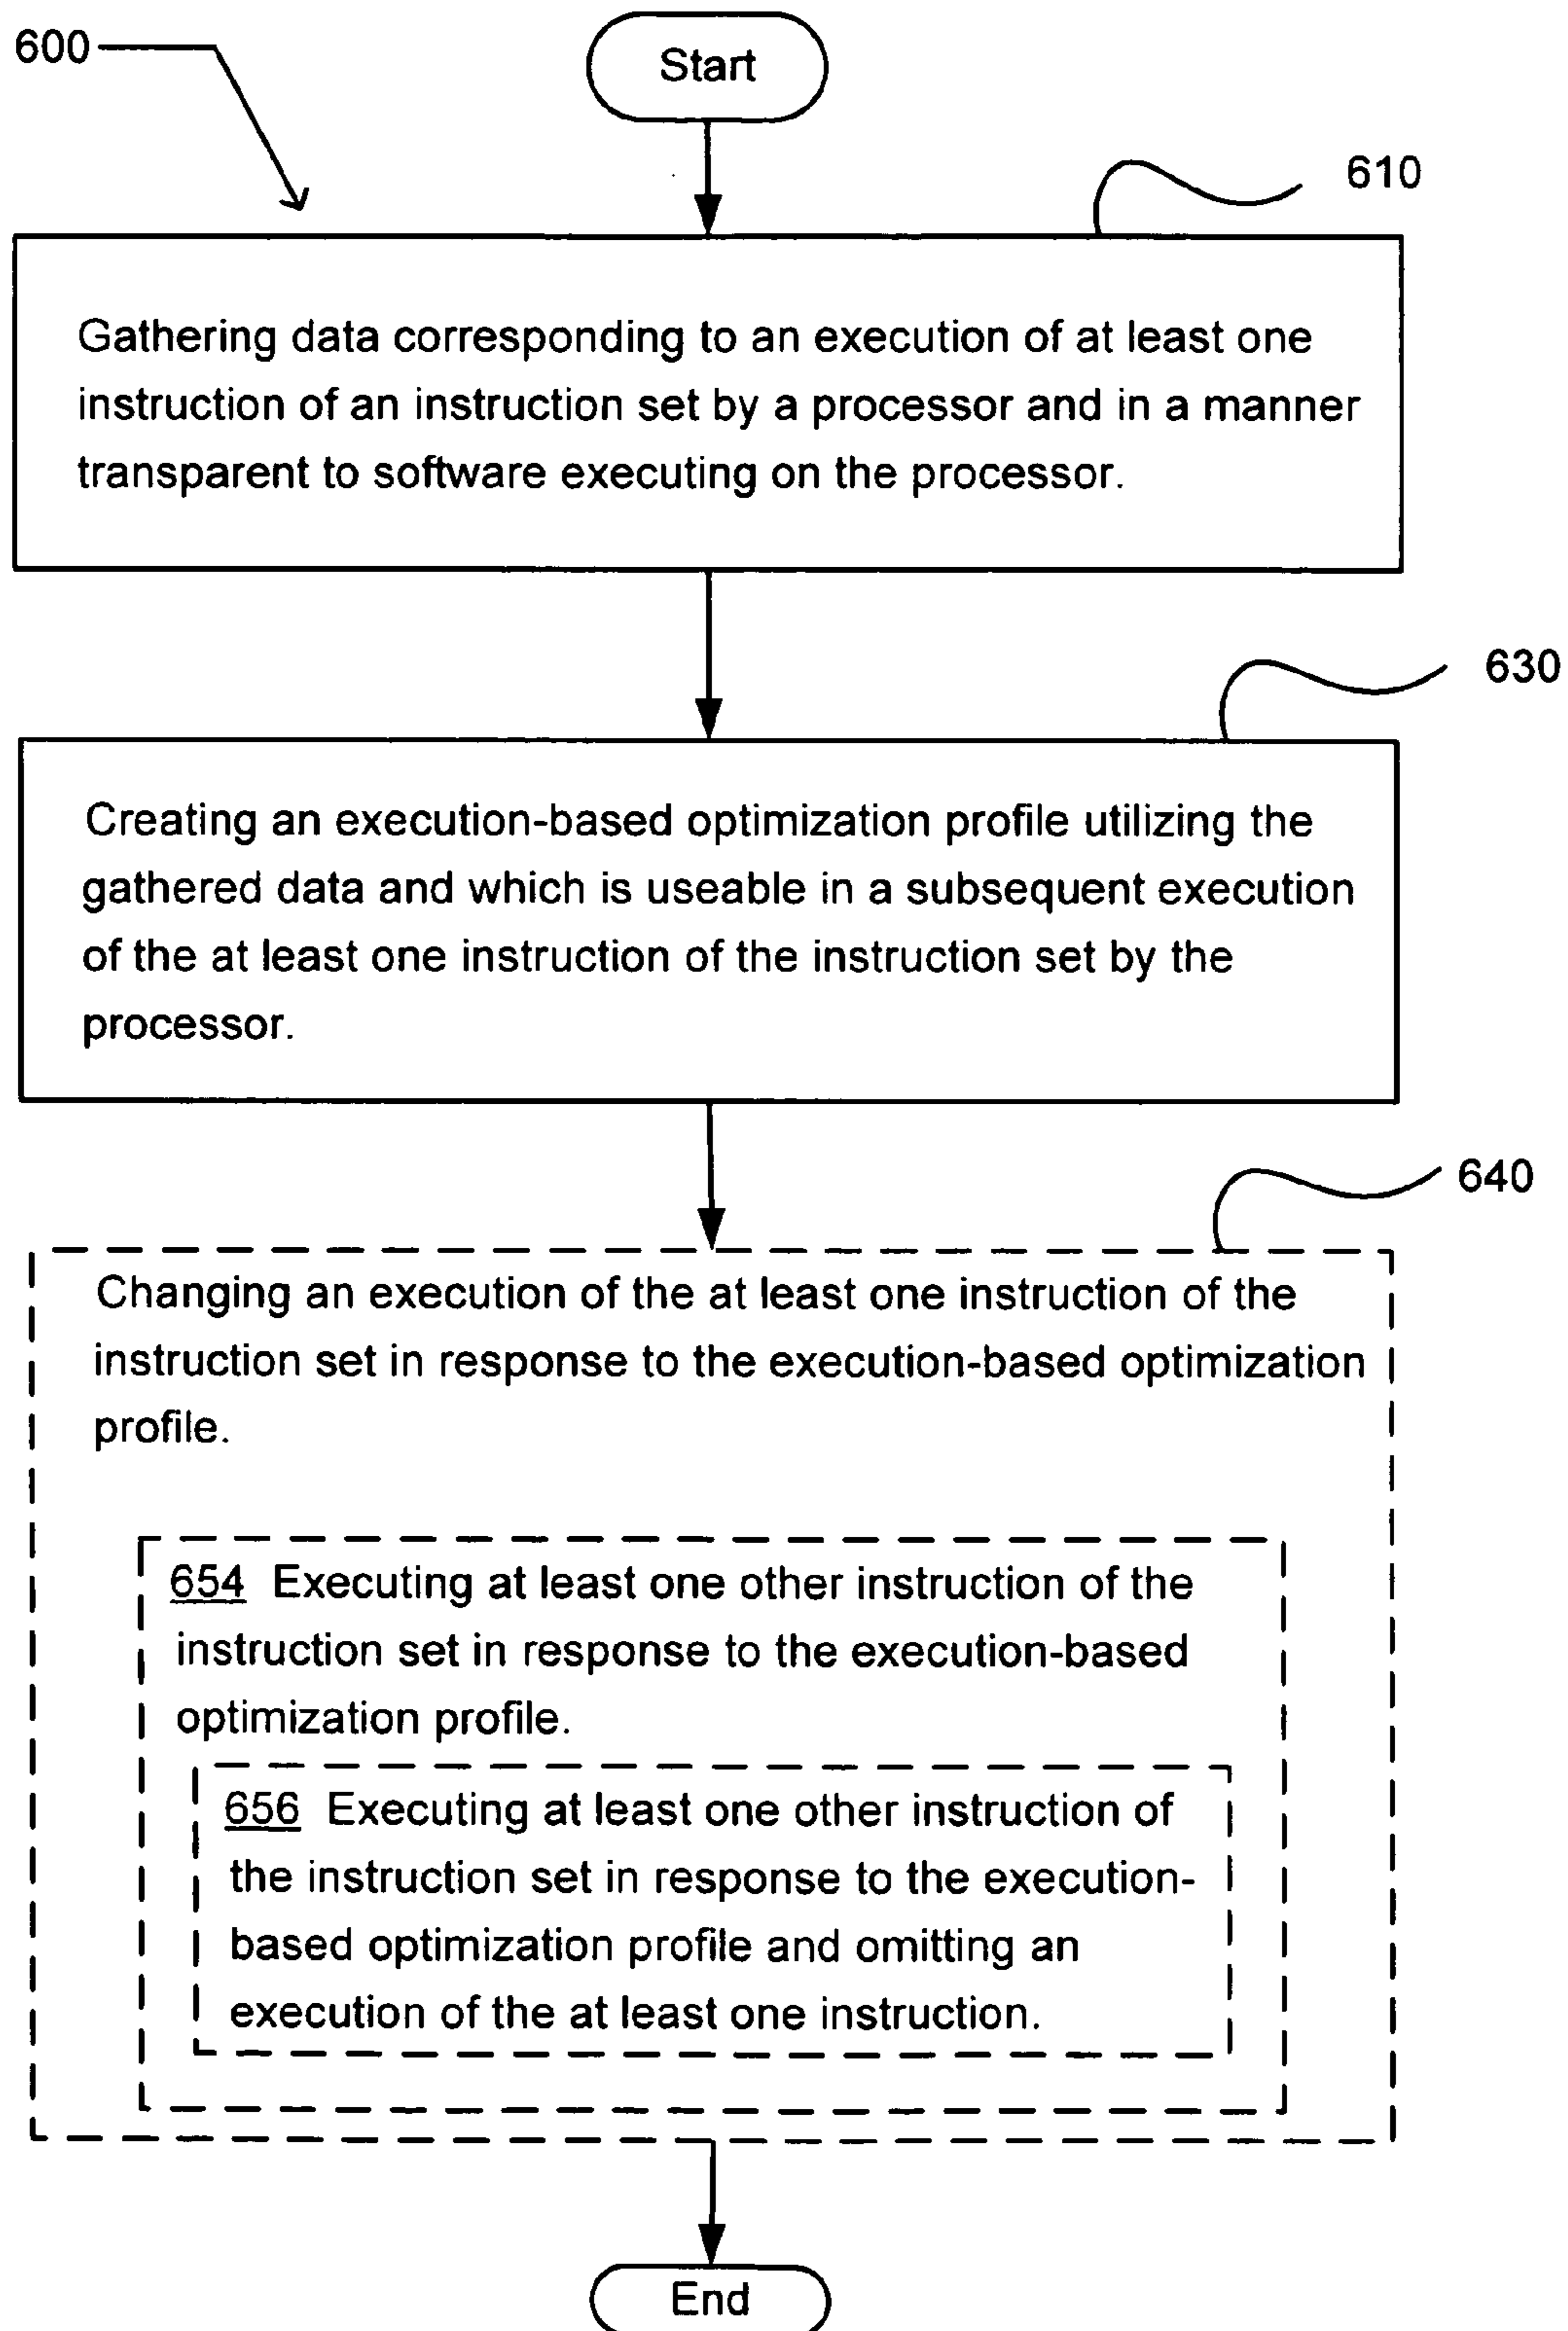 600
Start
610
Gathering data corresponding to an execution of at least one
instruction of an instruction set by a processor and in a manner
transparent to software executing on the processor.
630
Creating an execution-based optimization profile utilizing the
gathered data and which is useable in a subsequent execution
of the at least one instruction of the instruction set by the
processor.
640
Changing an execution of the at least one instruction of the
instruction set in response to the execution-based optimization
profile.
654 Executing at least one other instruction of the
instruction set in response to the execution-based
optimization profile.
656 Executing at least one other instruction of
the instruction set in response to the execution-
based optimization profile and omitting an
execution of the at least one instruction.
End